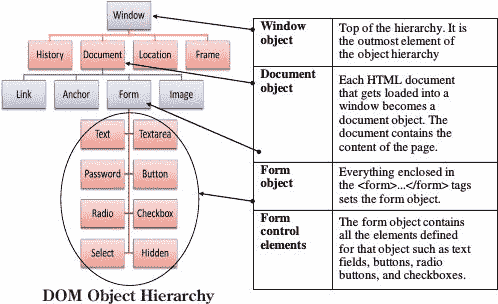 Window
History Document Location Frame
Link Anchor Form Image
Text Textarea
Password Button
Radio Checkbox
Select Hidden
DOM Object Hierarchy
Window
object
Top of the hierarchy. It is
the outmost element of
the object hierarchy
Document
object
Each HTML document
that gets loaded into a
window becomes a
document object. The
document contains the
content of the page.
Form
object
Everything enclosed in
the <form>...</form> tags
sets the form object.
Form
control
elements
The form object contains
all the elements defined
for that object such as text
fields, buttons, radio
buttons, and checkboxes.